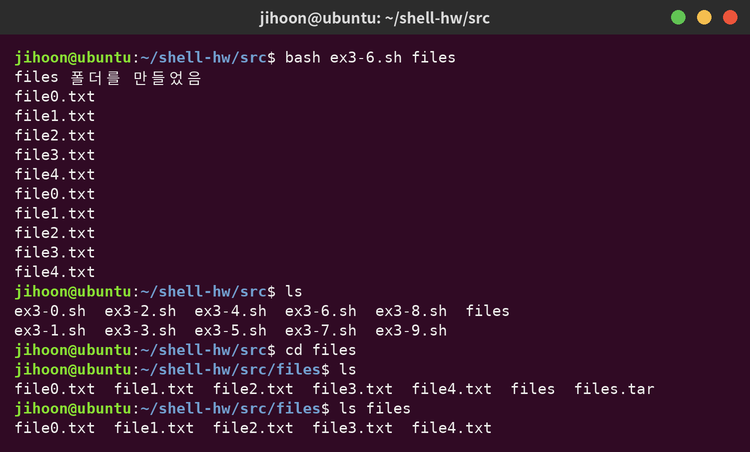 jihoon@ubuntu: ~/shell-hw/src
jihoon@ubuntu:~/shell-hw/src$ bash ex3-6.sh files
files 폴더를 만들었음
file0.txt
file1.txt
file2.txt
file3.txt
file4.txt
file0.txt
file1.txt
file2.txt
file3.txt
file4.txt
jihoon@ubuntu:~/shell-hw/src$ ls
ex3-0.sh  ex3-2.sh  ex3-4.sh  ex3-6.sh  ex3-8.sh  files
ex3-1.sh  ex3-3.sh  ex3-5.sh  ex3-7.sh  ex3-9.sh
jihoon@ubuntu:~/shell-hw/src$ cd files
jihoon@ubuntu:~/shell-hw/src/files$ ls
file0.txt  file1.txt  file2.txt  file3.txt  file4.txt  files  files.tar
jihoon@ubuntu:~/shell-hw/src/files$ ls files
file0.txt  file1.txt  file2.txt  file3.txt  file4.txt